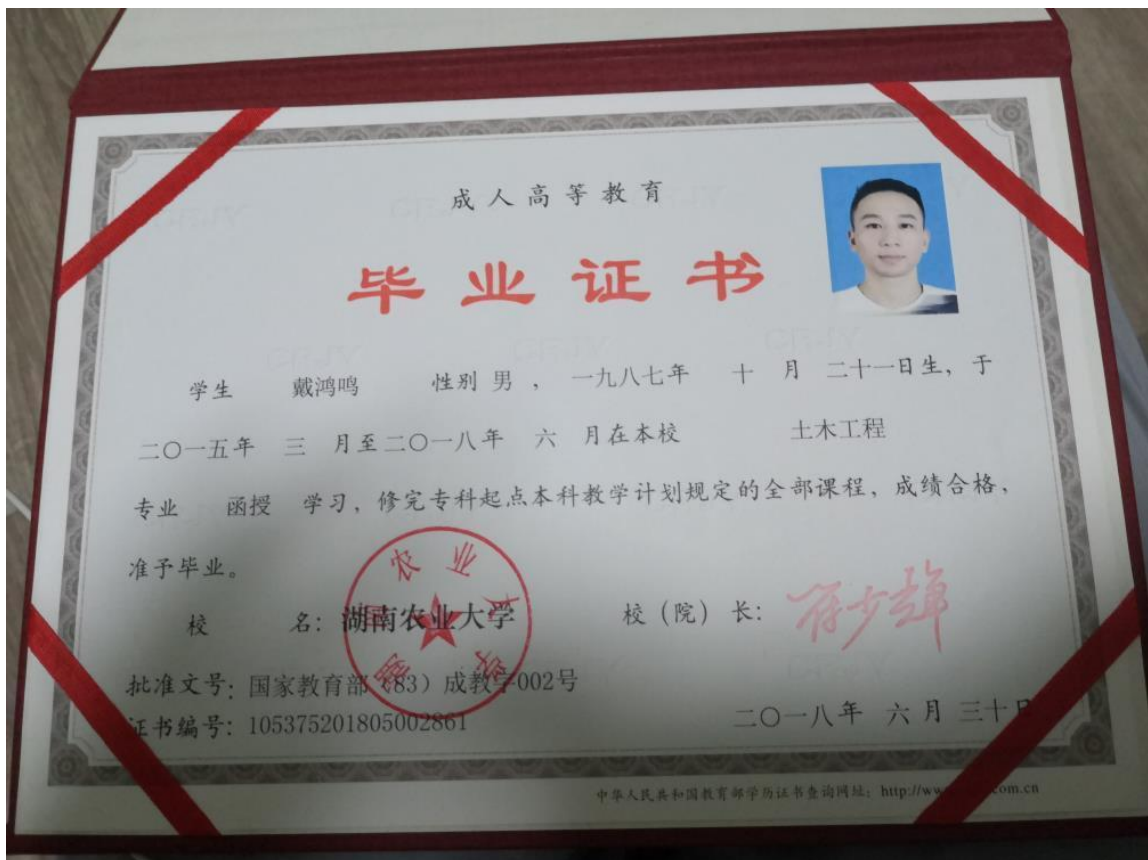 成人高等教育
毕业证书
学生 戴鸿鸣 性别 男 , 一九八七年 十 月 二十一日生, 于
二〇一五年 三 月至二〇一八年 六 月在本校 土木工程
专业 函授 学习, 修完专科起点本科教学计划规定的全部课程, 成绩合格,
准予毕业。
校 名: 湖南农业大学 校（院）长:
批准文号: 国家教育部（83）成教字002号
证书编号: 105375201805002861
二〇一八年 六 月 三十日
中华人民共和国教育部学历证书查询网址: http://www
om.cn